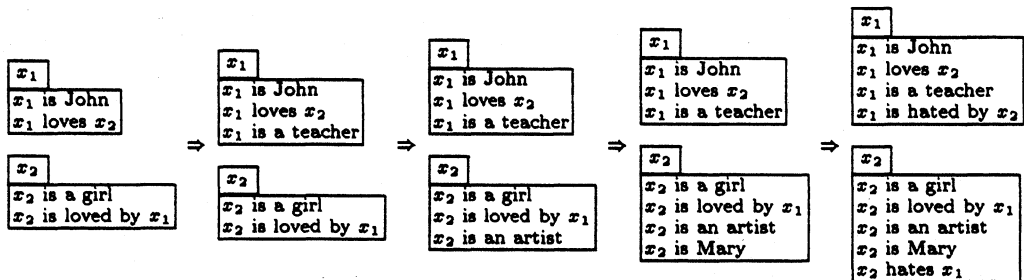 x₁
x₁ is John
x₁ loves x₂
x₂
x₂ is a girl
x₂ is loved by x₁
⇒
x₁
x₁ is John
x₁ loves x₂
x₁ is a teacher
x₂
x₂ is a girl
x₂ is loved by x₁
⇒
x₁
x₁ is John
x₁ loves x₂
x₁ is a teacher
x₂
x₂ is a girl
x₂ is loved by x₁
x₂ is an artist
⇒
x₁
x₁ is John
x₁ loves x₂
x₁ is a teacher
x₂
x₂ is a girl
x₂ is loved by x₁
x₂ is an artist
x₂ is Mary
⇒
x₁
x₁ is John
x₁ loves x₂
x₁ is a teacher
x₁ is hated by x₂
x₂
x₂ is a girl
x₂ is loved by x₁
x₂ is an artist
x₂ is Mary
x₂ hates x₁